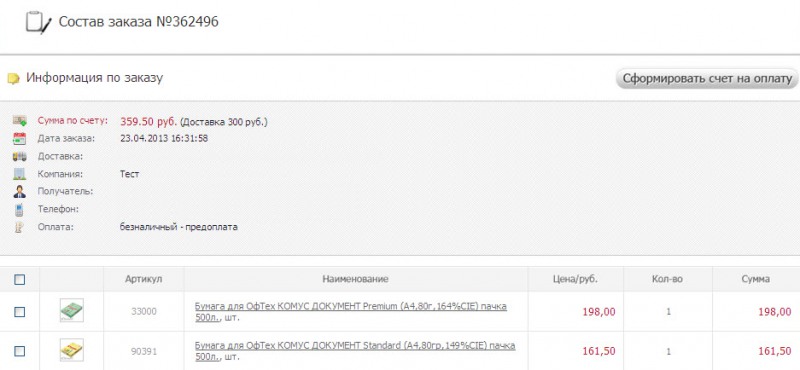 Состав заказа №362496
Информация по заказу
Сформировать счет на оплату
Сумма по счету: 359.50 руб. (Доставка 300 руб.)
Дата заказа: 23.04.2013 16:31:58
Доставка:
Компания: Тест
Получатель:
Телефон:
Оплата: безналичный - предоплата
Артикул Наименование Цена/руб. Кол-во Сумма
33000 Бумага для ОфТех КОМУС ДОКУМЕНТ Premium (А4,80г,164%CIE) пачка 198,00 1 198,00
500л., шт.
90391 Бумага для ОфТех КОМУС ДОКУМЕНТ Standard (А4,80гр,149%CIE) пачка 161,50 1 161,50
500л., шт.